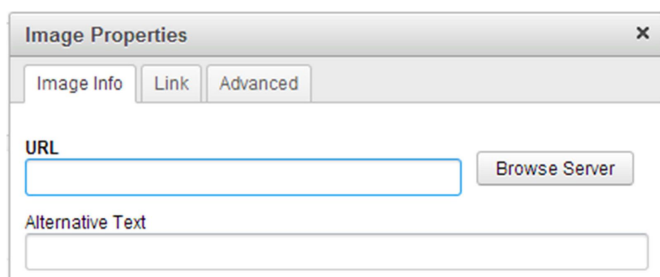 Image Properties ×
Image Info Link Advanced
URL
Browse Server
Alternative Text